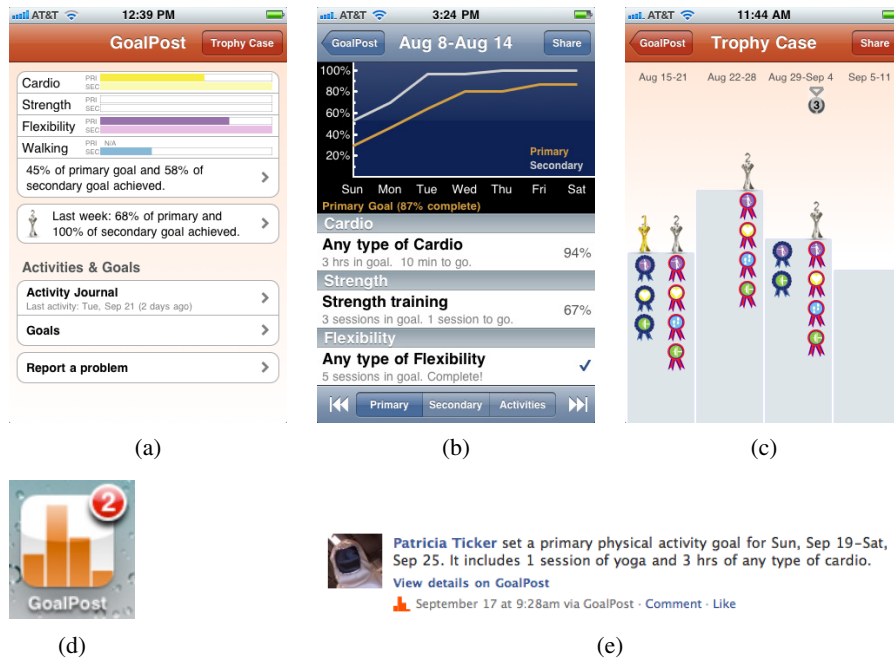 AT&T 12:39 PM
GoalPost Trophy Case
Cardio PRI SEC
Strength PRI SEC
Flexibility PRI SEC
Walking PRI N/A SEC
45% of primary goal and 58% of
secondary goal achieved.
2 Last week: 68% of primary and
100% of secondary goal achieved.
Activities & Goals
Activity Journal
Last activity: Tue, Sep 21 (2 days ago)
Goals
Report a problem
(a)
AT&T 3:24 PM
GoalPost Aug 8-Aug 14 Share
100%
80%
60%
40%
20%
Primary
Secondary
Sun Mon Tue Wed Thu Fri Sat
Primary Goal (87% complete)
Cardio
Any type of Cardio
3 hrs in goal. 10 min to go. 94%
Strength
Strength training
3 sessions in goal. 1 session to go. 67%
Flexibility
Any type of Flexibility
5 sessions in goal. Complete!
Primary Secondary Activities
(b)
AT&T 11:44 AM
GoalPost Trophy Case Share
Aug 15-21 Aug 22-28 Aug 29-Sep 4 Sep 5-11
3
2
1 2 2
(c)
2
GoalPost
(d)
Patricia Ticker set a primary physical activity goal for Sun, Sep 19-Sat,
Sep 25. It includes 1 session of yoga and 3 hrs of any type of cardio.
View details on GoalPost
September 17 at 9:28am via GoalPost · Comment · Like
(e)